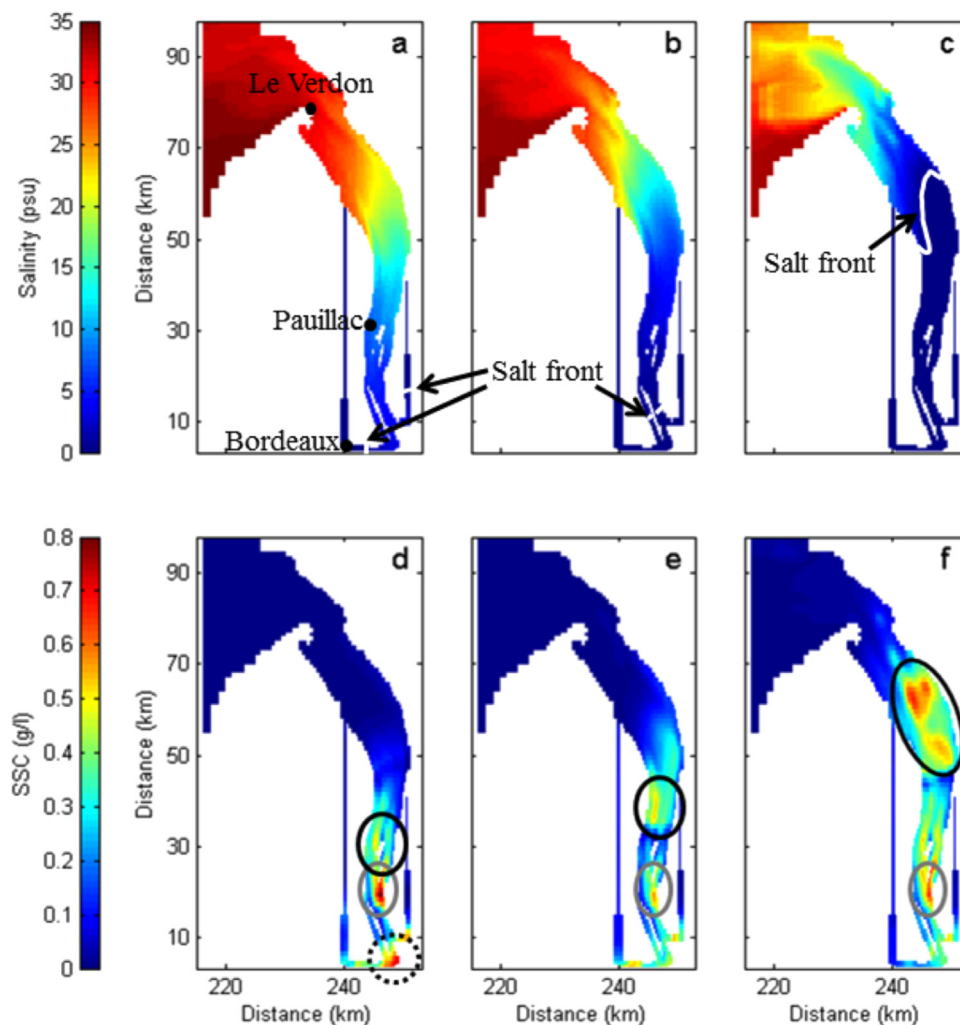 35
30
25
20
15
10
5
0
Salinity (psu)
90
70
50
30
10
Distance (km)
a
Le Verdon
Pauillac
Bordeaux
Salt front
b
c
Salt front
0.8
0.7
0.6
0.5
0.4
0.3
0.2
0.1
0
SSC (g/l)
90
70
50
30
10
Distance (km)
d
e
f
220 240
220 240
220 240
Distance (km)
Distance (km)
Distance (km)